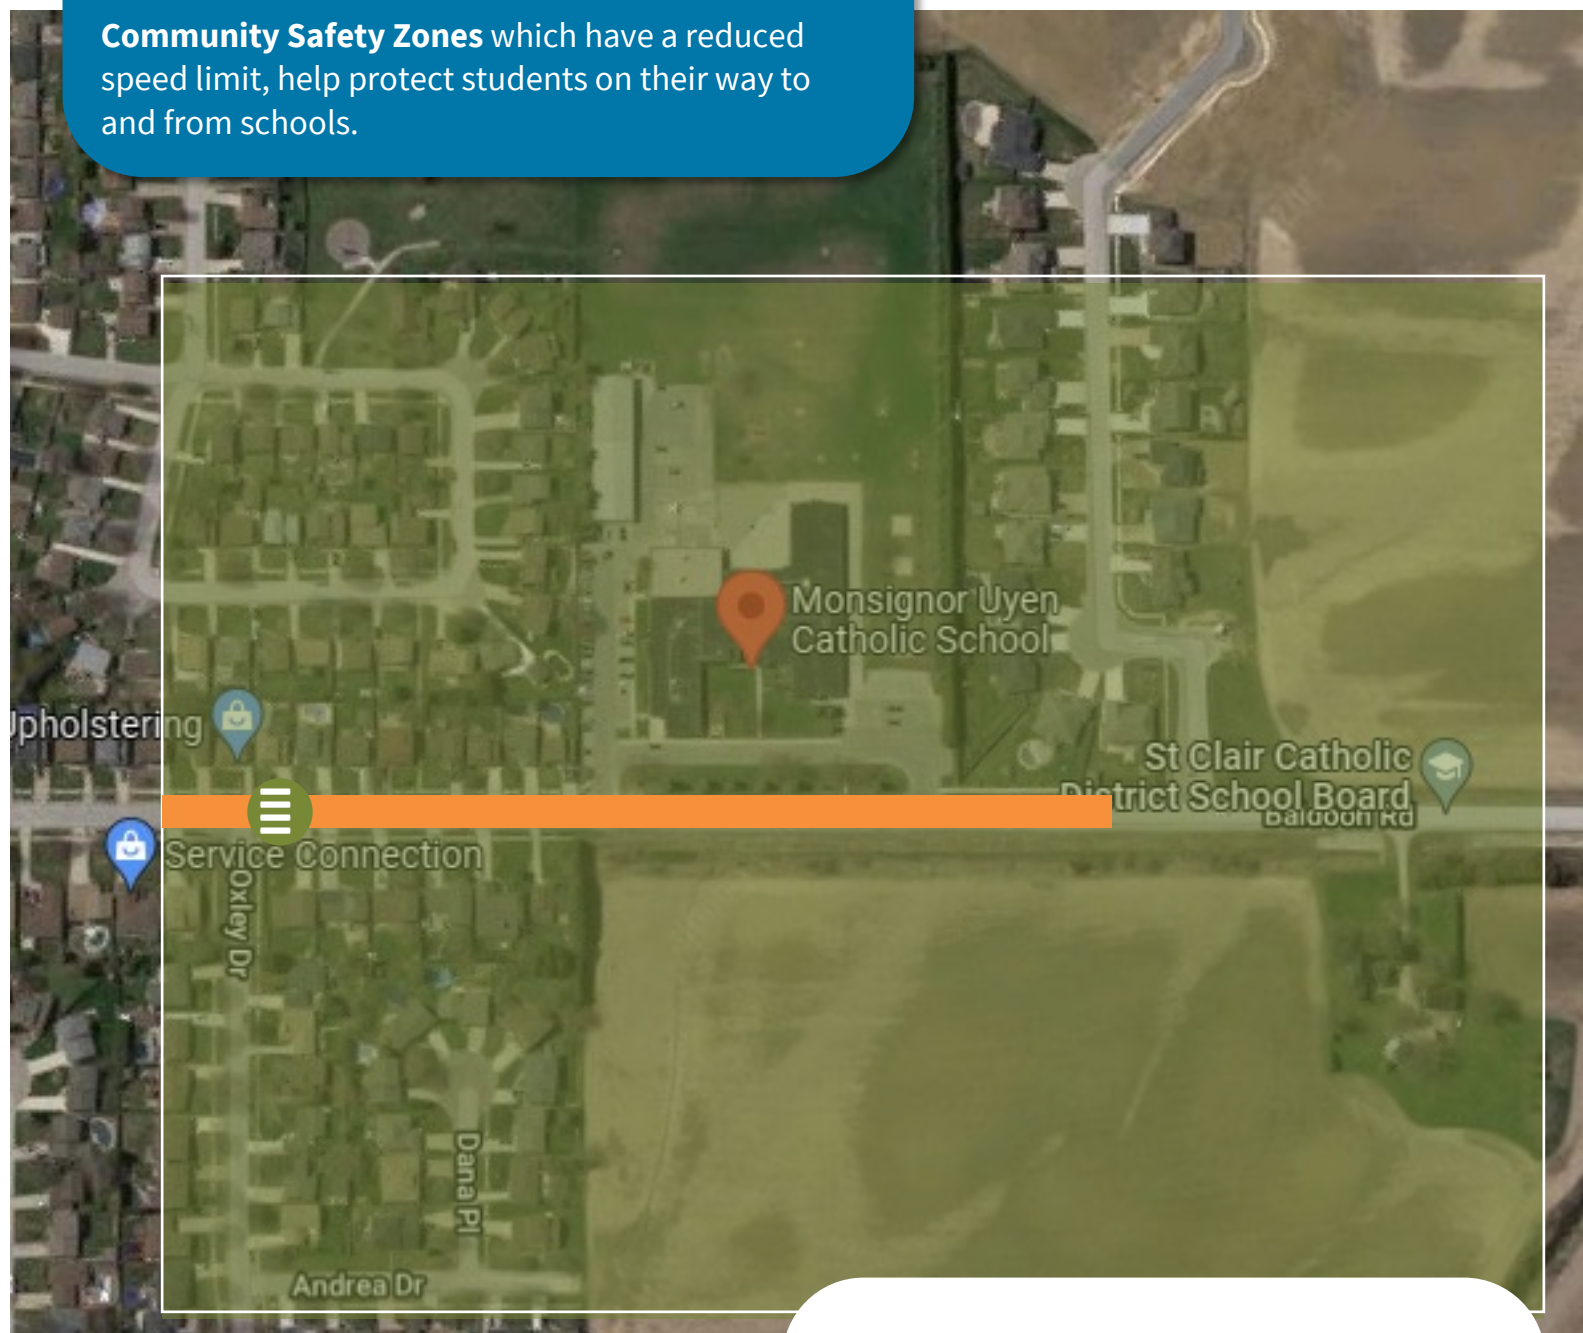 Community Safety Zones which have a reduced
speed limit, help protect students on their way to
and from schools.
Monsignor Uyen
Catholic School
Upholstering
St Clair Catholic
District School Board
Baldoon Rd
Service Connection
Oxley Dr
Dana Pl
Andrea Dr